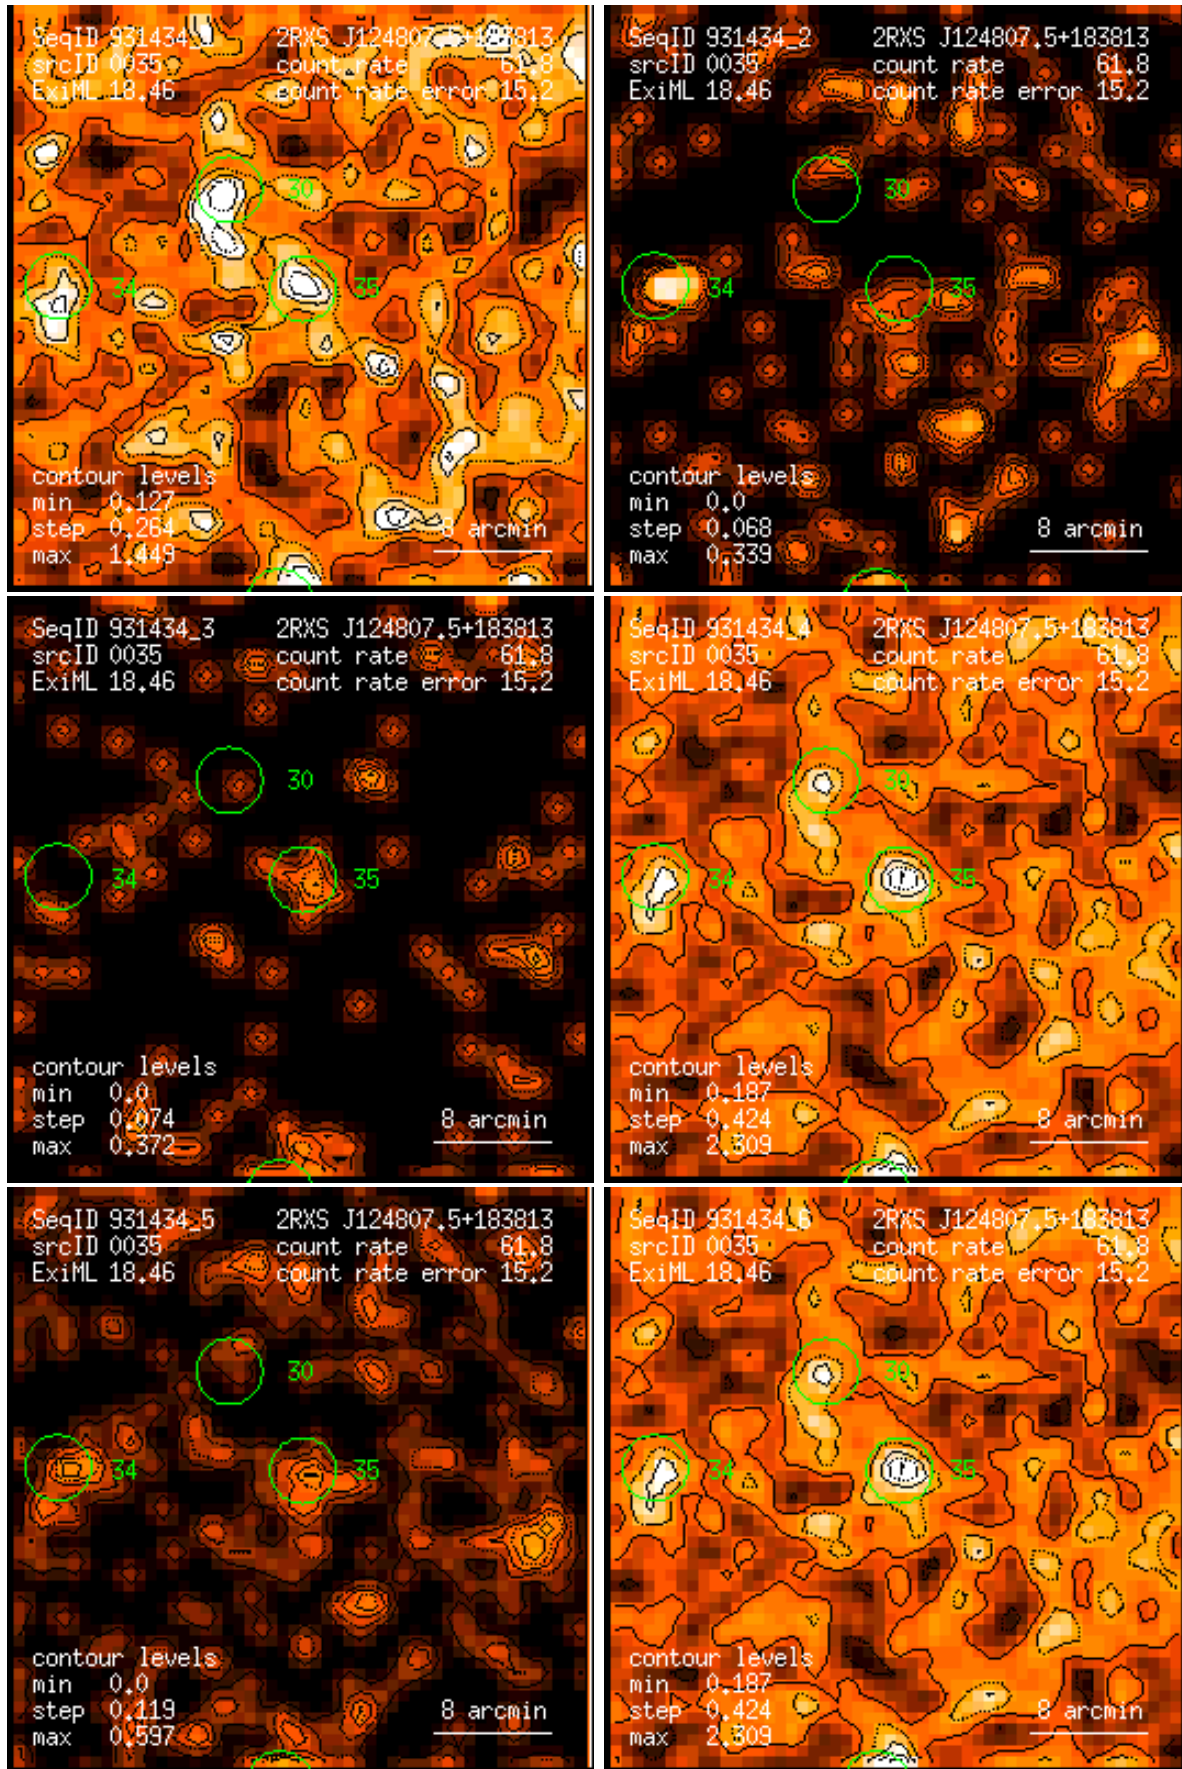 SeqID 931434_1 2RXS J124807.5+183813
srcID 0035 count rate 61.8
ExiML 18.46 count rate error 15.2
30
34
35
contour levels
min 0.127
step 0.264
max 1.449
8 arcmin
SeqID 931434_2 2RXS J124807.5+183813
srcID 0035 count rate 61.8
ExiML 18.46 count rate error 15.2
30
34
35
contour levels
min 0.0
step 0.068
max 0.339
8 arcmin
SeqID 931434_3 2RXS J124807.5+183813
srcID 0035 count rate 61.8
ExiML 18.46 count rate error 15.2
30
34
35
contour levels
min 0.0
step 0.074
max 0.372
8 arcmin
SeqID 931434_4 2RXS J124807.5+183813
srcID 0035 count rate 61.8
ExiML 18.46 count rate error 15.2
30
34
35
contour levels
min 0.187
step 0.424
max 2.309
8 arcmin
SeqID 931434_5 2RXS J124807.5+183813
srcID 0035 count rate 61.8
ExiML 18.46 count rate error 15.2
30
34
35
contour levels
min 0.0
step 0.119
max 0.597
8 arcmin
SeqID 931434_6 2RXS J124807.5+183813
srcID 0035 count rate 61.8
ExiML 18.46 count rate error 15.2
30
34
35
contour levels
min 0.187
step 0.424
max 2.309
8 arcmin